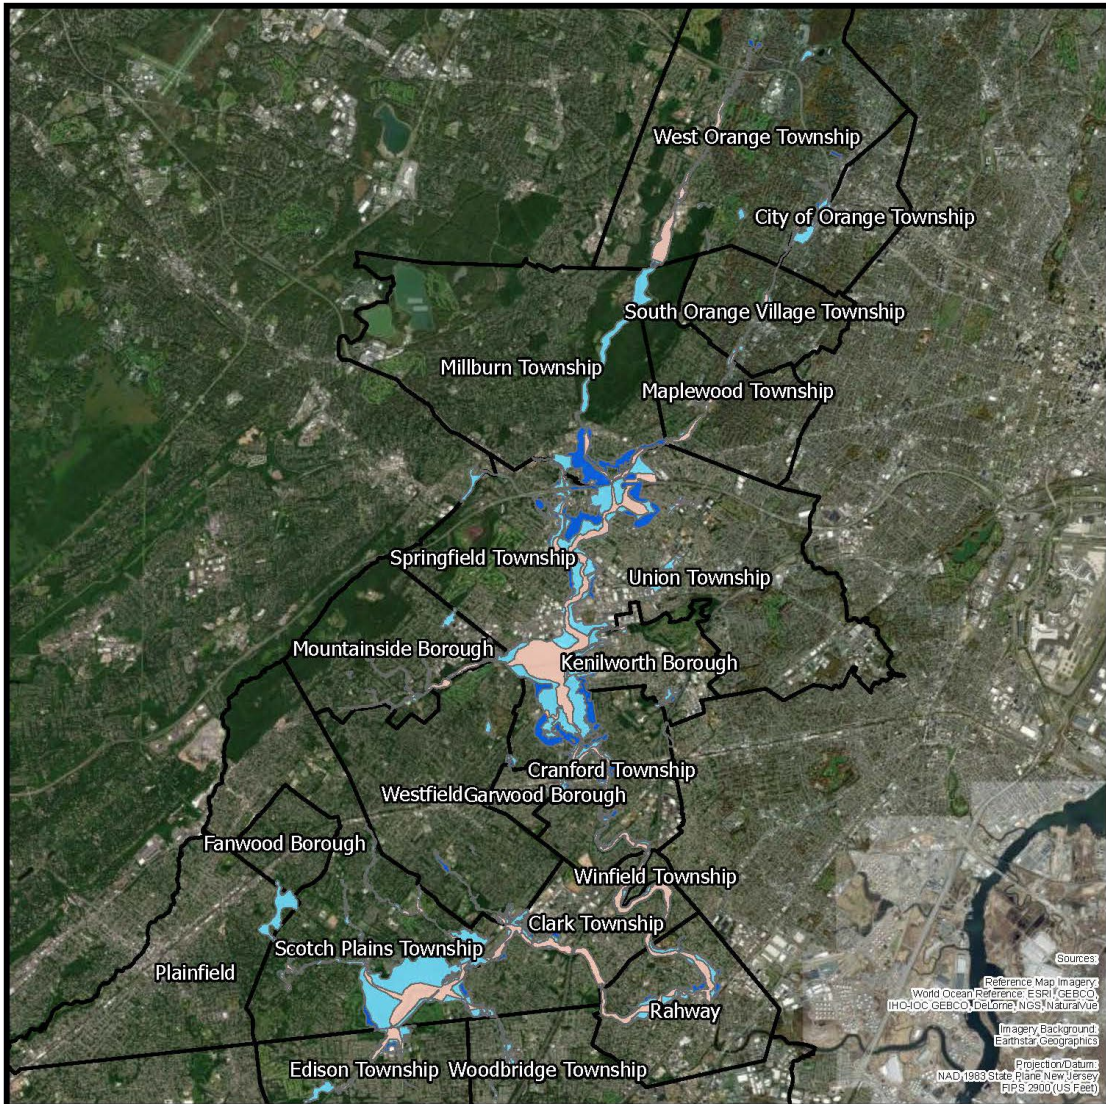 West Orange Township
City of Orange Township
South Orange Village Township
Millburn Township
Maplewood Township
Springfield Township
Union Township
Mountainside Borough
Kenilworth Borough
Cranford Township
Westfield
Garwood Borough
Fanwood Borough
Winfield Township
Clark Township
Scotch Plains Township
Plainfield
Rahway
Edison Township
Woodbridge Township
Sources:
Reference Map Imagery:
World Ocean Reference: ESRI, GEBCO,
IHO-IOC GEBCO, DeLorme, NGS, NaturalVue
Imagery Background:
Earthstar Geographics
Projection/Datum:
NAD 1983 State Plane New Jersey
FIPS 2900 (US Feet)